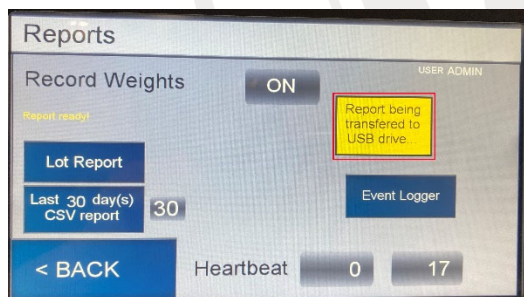 Reports
Record Weights
ON
USER ADMIN
Report ready!
Report being
transfered to
USB drive...
Lot Report
Last 30 day(s)
CSV report
30
Event Logger
< BACK
Heartbeat
0
17